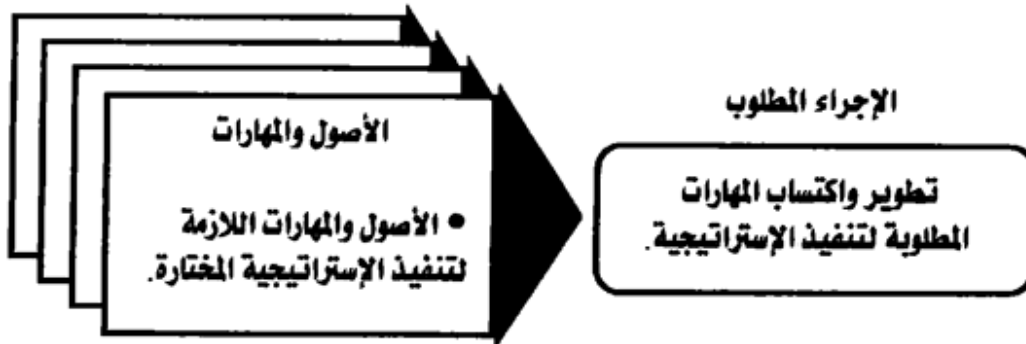 الإجراء المطلوب
الأصول والمهارات
تطوير واكتساب المهارات
المطلوبة لتنفيذ الإستراتيجية.
• الأصول والمهارات اللازمة
لتنفيذ الإستراتيجية المختارة.